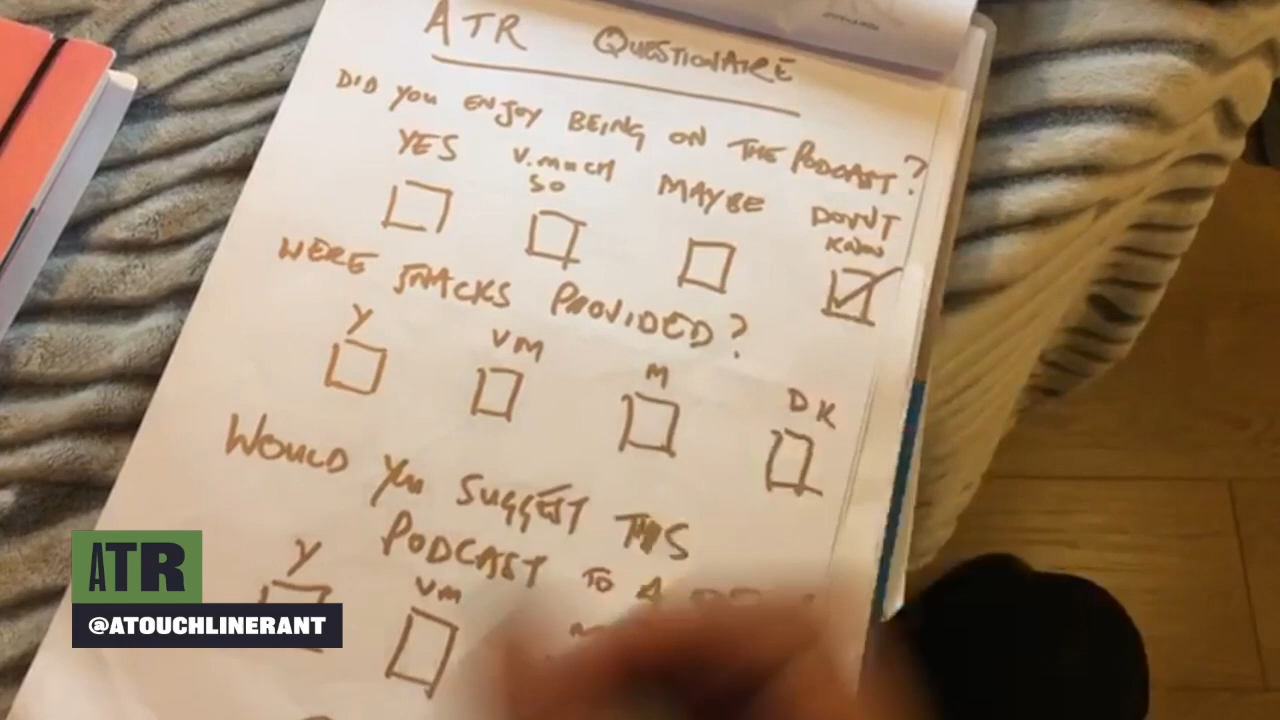 ATR QUESTIONAIRE
DID YOU ENJOY BEING ON THE PODCAST?
YES V. MUCH SO MAYBE DON'T KNOW
WERE SNACKS PROVIDED?
Y VM M DK
WOULD YOU SUGGEST THIS
PODCAST TO A
Y VM
ATR
@ATOUCHLINERANT